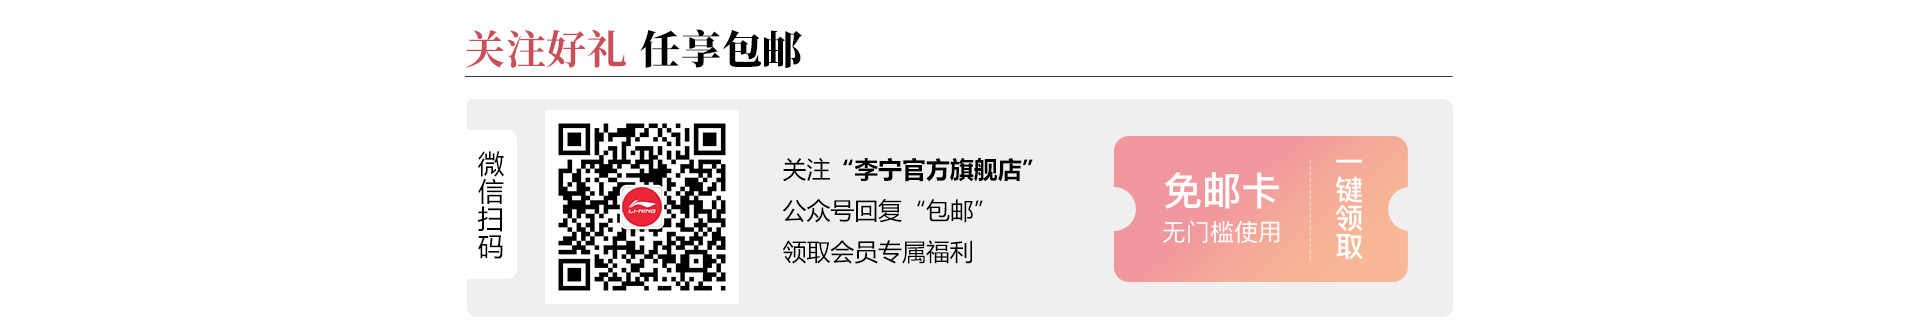 关注好礼 任享包邮
微信扫码
LI-NING
关注“李宁官方旗舰店”
公众号回复“包邮”
领取会员专属福利
免邮卡
无门槛使用
一键领取